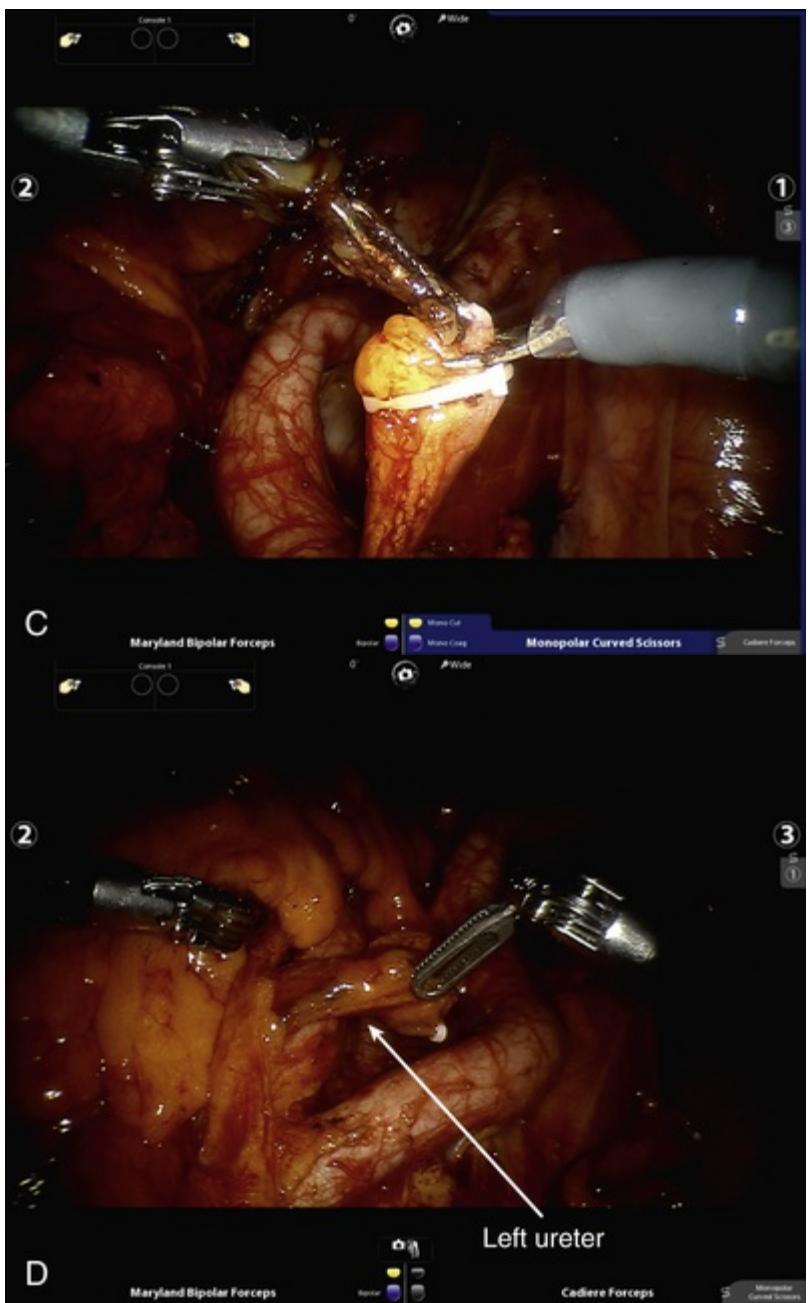 Console 1
0° Wide
2 1
S
3
Mono Cut
C Maryland Bipolar Forceps Bipolar Mono Coag Monopolar Curved Scissors S Cadiere Forceps
Console 1
0° Wide
2 3
S
1
Left ureter
D Maryland Bipolar Forceps Bipolar Cadiere Forceps S Monopolar
Curved Scissors